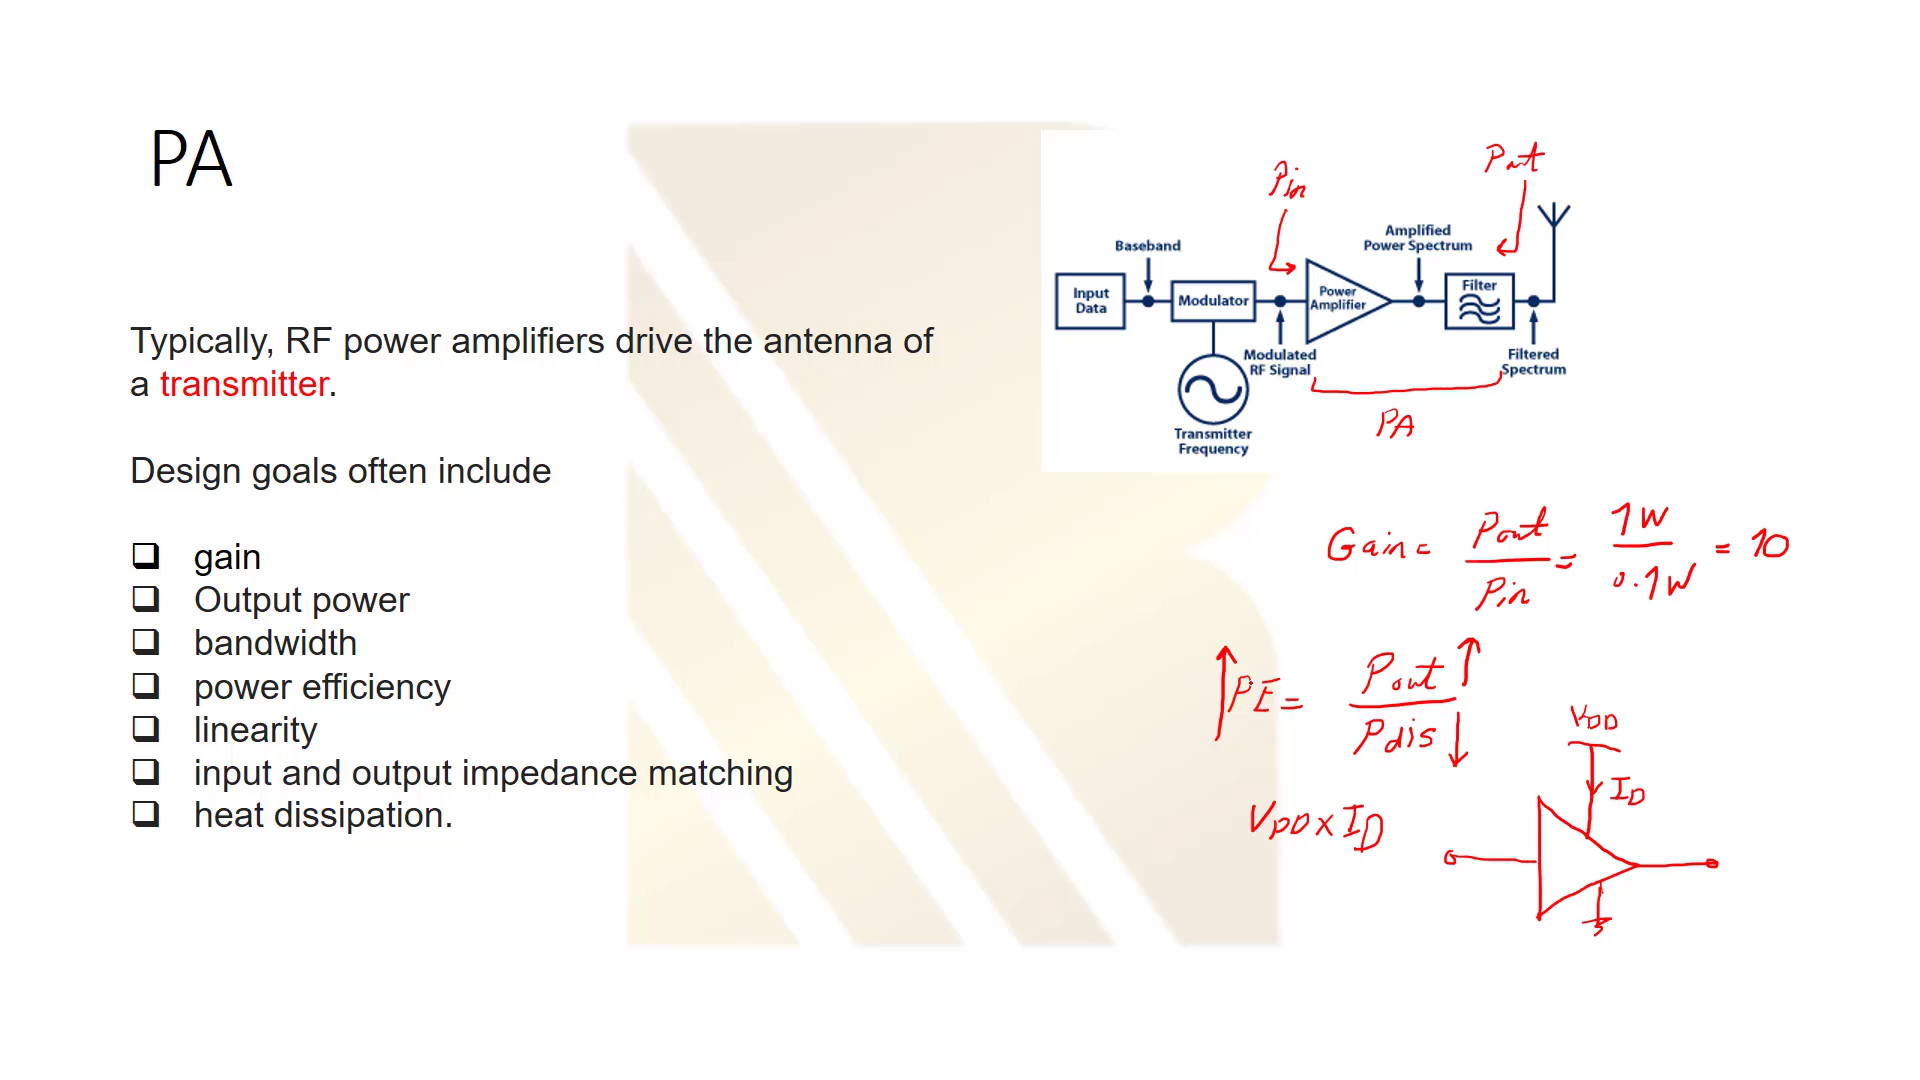 PA
Typically, RF power amplifiers drive the antenna of
a transmitter.
Design goals often include
❑ gain
❑ Output power
❑ bandwidth
❑ power efficiency
❑ linearity
❑ input and output impedance matching
❑ heat dissipation.
Pin
Pout
Baseband
Amplified
Power Spectrum
Input
Data
Modulator
Power
Amplifier
Filter
Modulated
RF Signal
Filtered
Spectrum
PA
Transmitter
Frequency
Gain = Pout / Pin = 1W / 0.1W = 10
↑ PE = Pout ↑ / Pdis ↓
VDD
ID
VDD x ID